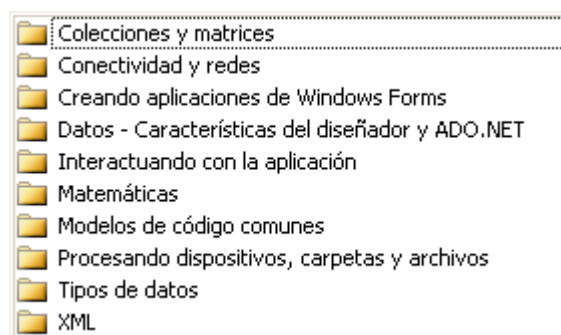 Colecciones y matrices
Conectividad y redes
Creando aplicaciones de Windows Forms
Datos - Características del diseñador y ADO.NET
Interactuando con la aplicación
Matemáticas
Modelos de código comunes
Procesando dispositivos, carpetas y archivos
Tipos de datos
XML